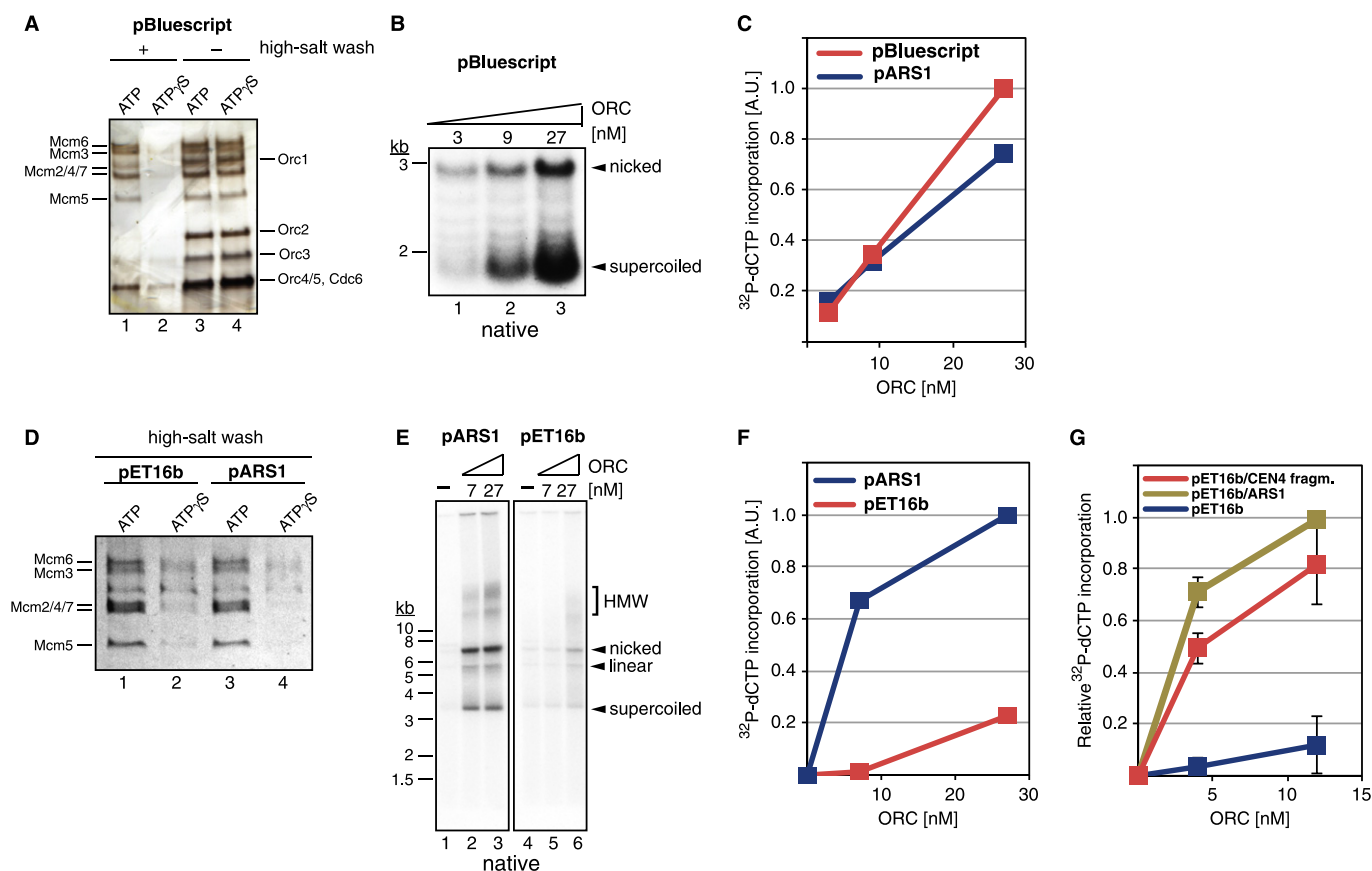 A
pBluescript
+ – high-salt wash
ATP ATPγS ATP ATPγS
Mcm6
Mcm3
Mcm2/4/7
Mcm5
Orc1
Orc2
Orc3
Orc4/5, Cdc6
1 2 3 4
B
pBluescript
ORC
[nM]
3 9 27
kb
3
2
nicked
supercoiled
1 2 3
native
C
pBluescript
pARS1
32P-dCTP incorporation [A.U.]
1.0
0.8
0.6
0.4
0.2
10 20 30
ORC [nM]
D
high-salt wash
pET16b pARS1
ATP ATPγS ATP ATPγS
Mcm6
Mcm3
Mcm2/4/7
Mcm5
1 2 3 4
E
pARS1 pET16b
ORC
– 7 27 – 7 27 [nM]
kb
10
8
6
5
4
3
2
1.5
HMW
nicked
linear
supercoiled
1 2 3 4 5 6
native
F
pARS1
pET16b
32P-dCTP incorporation [A.U.]
1.0
0.8
0.6
0.4
0.2
10 20 30
ORC [nM]
G
pET16b/CEN4 fragm.
pET16b/ARS1
pET16b
Relative 32P-dCTP incorporation
1.0
0.8
0.6
0.4
0.2
5 10 15
ORC [nM]